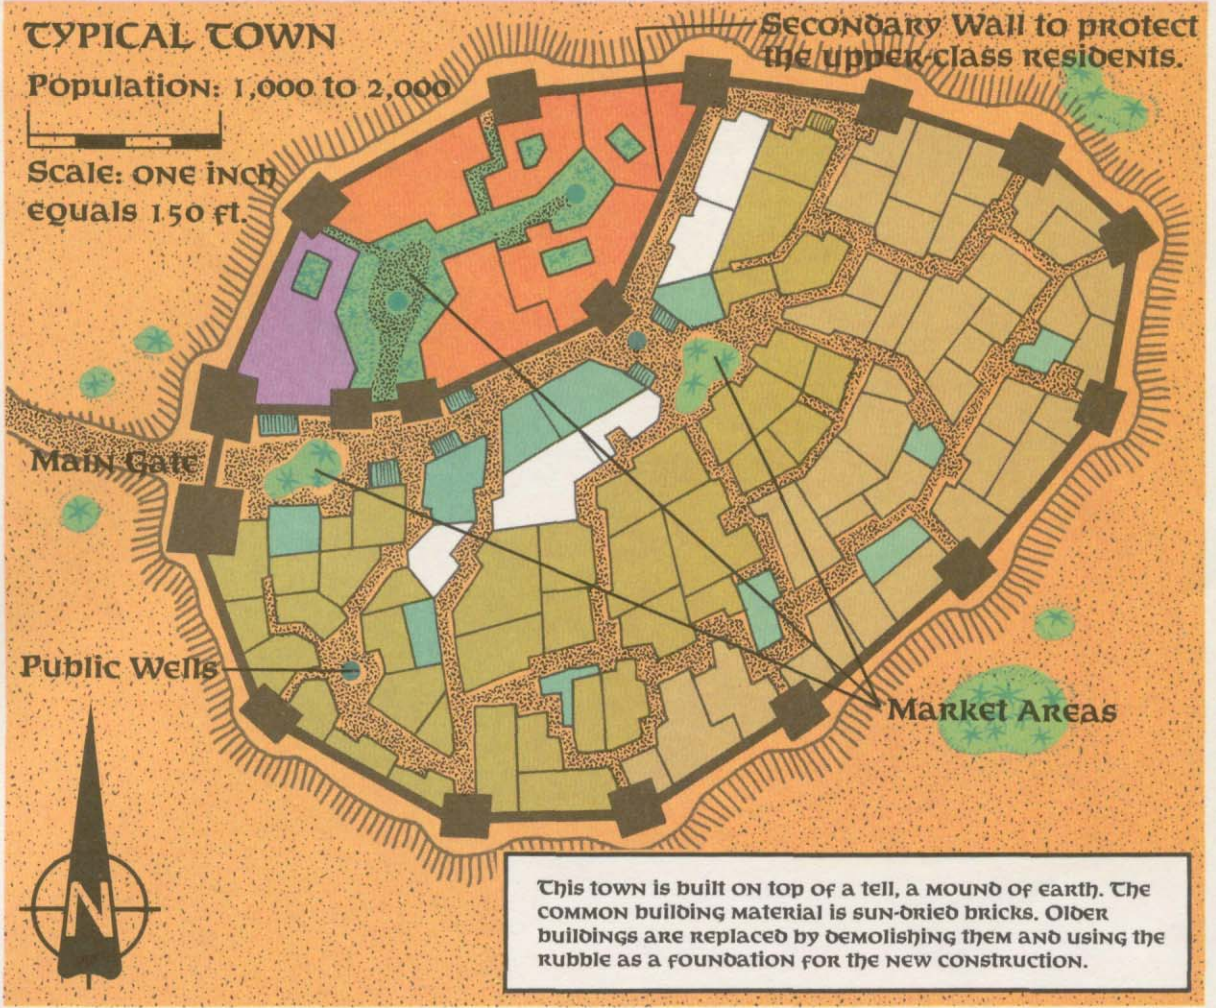 TYPICAL TOWN
Population: 1,000 to 2,000
Scale: one inch
equals 150 ft.
Secondary Wall to protect
the upper-class residents.
Main Gate
Public Wells
Market Areas
N
This town is built on top of a tell, a mound of earth. The
common building material is sun-dried bricks. Older
buildings are replaced by demolishing them and using the
rubble as a foundation for the new construction.